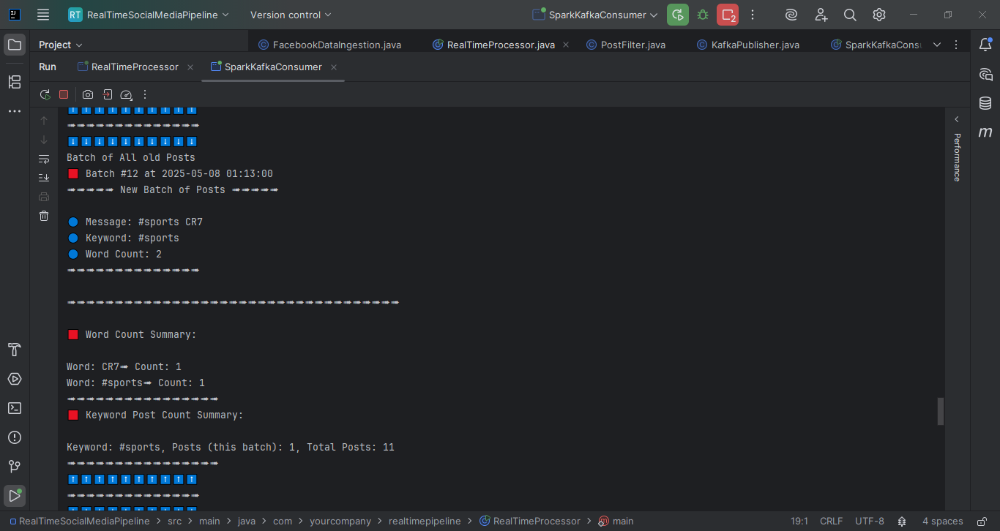 RT RealTimeSocialMediaPipeline Version control SparkKafkaConsumer 2
Project FacebookDataIngestion.java RealTimeProcessor.java PostFilter.java KafkaPublisher.java SparkKafkaConsu
Run RealTimeProcessor SparkKafkaConsumer
↑ ↑ ↑ ↑ ↑ ↑ ↑ ↑ ↑ ↑
➠➠➠➠➠➠➠➠➠➠➠➠➠➠
↓ ↓ ↓ ↓ ↓ ↓ ↓ ↓ ↓ ↓
Batch of All old Posts
🟥 Batch #12 at 2025-05-08 01:13:00
➠➠➠➠➠ New Batch of Posts ➠➠➠➠➠
🔵 Message: #sports CR7
🔵 Keyword: #sports
🔵 Word Count: 2
➠➠➠➠➠➠➠➠➠➠➠➠➠➠
➠➠➠➠➠➠➠➠➠➠➠➠➠➠➠➠➠➠➠➠➠➠➠➠➠➠➠➠➠➠➠➠➠➠➠
🟥 Word Count Summary:
Word: CR7➠ Count: 1
Word: #sports➠ Count: 1
➠➠➠➠➠➠➠➠➠➠➠➠➠➠➠➠
🟥 Keyword Post Count Summary:
Keyword: #sports, Posts (this batch): 1, Total Posts: 11
➠➠➠➠➠➠➠➠➠➠➠➠➠➠➠➠
↑ ↑ ↑ ↑ ↑ ↑ ↑ ↑ ↑ ↑
➠➠➠➠➠➠➠➠➠➠➠➠➠➠
↓ ↓ ↓ ↓ ↓ ↓ ↓ ↓ ↓ ↓
Performance
m
RealTimeSocialMediaPipeline > src > main > java > com > yourcompany > realtimepipeline > RealTimeProcessor > main 19:1 CRLF UTF-8 4 spaces